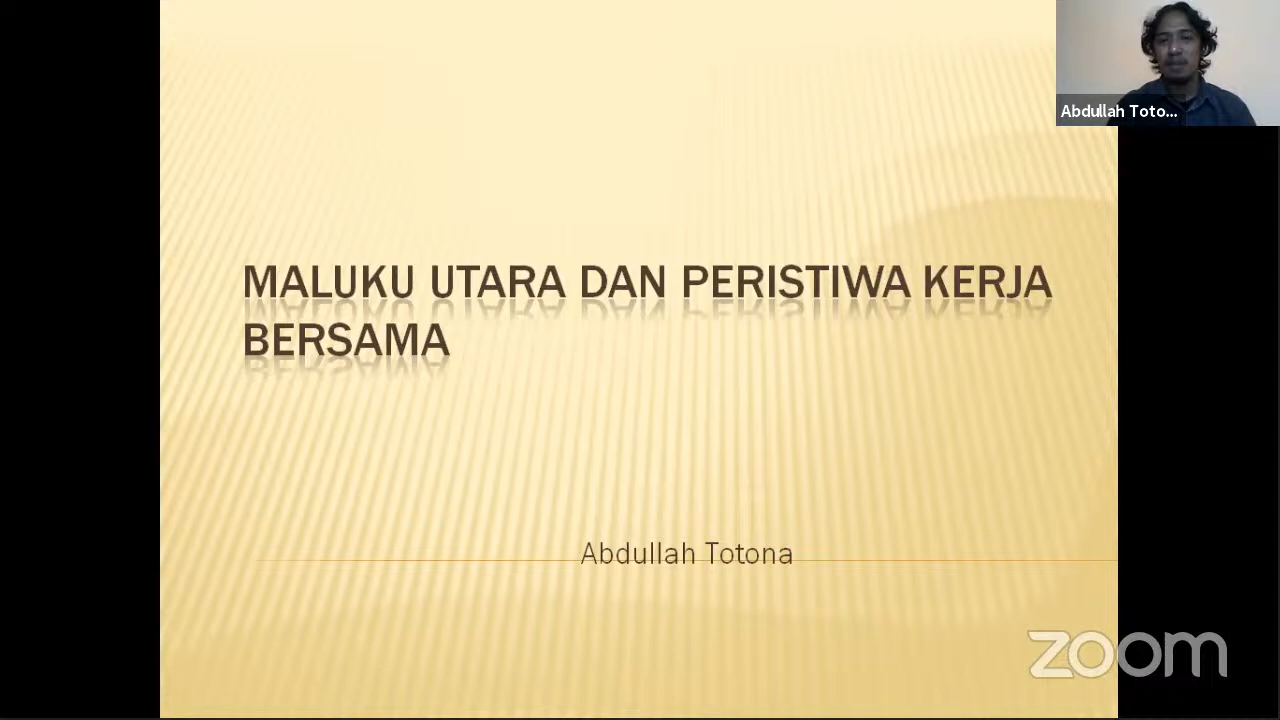 Abdullah Toto...
MALUKU UTARA DAN PERISTIWA KERJA
BERSAMA
Abdullah Totona
zoom